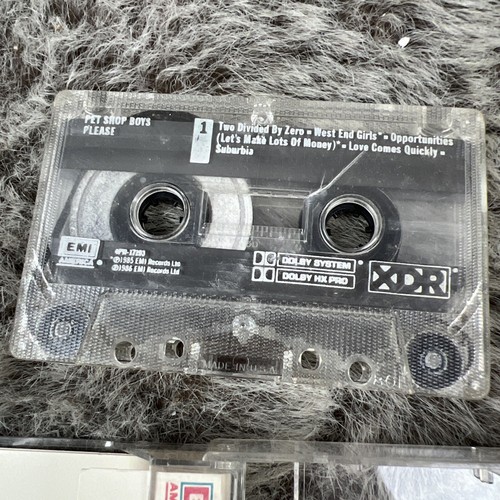 PET SHOP BOYS
PLEASE
1
Two Divided By Zero ▪ West End Girls* ▪ Opportunities
(Let's Make Lots Of Money)* ▪ Love Comes Quickly ▪
Suburbia
EMI
AMERICA
4PW-17193
*℗1985 EMI Records Ltd
℗1986 EMI Records Ltd
DOLBY SYSTEM
DOLBY HX PRO
XDR
MADE IN U.S.A.